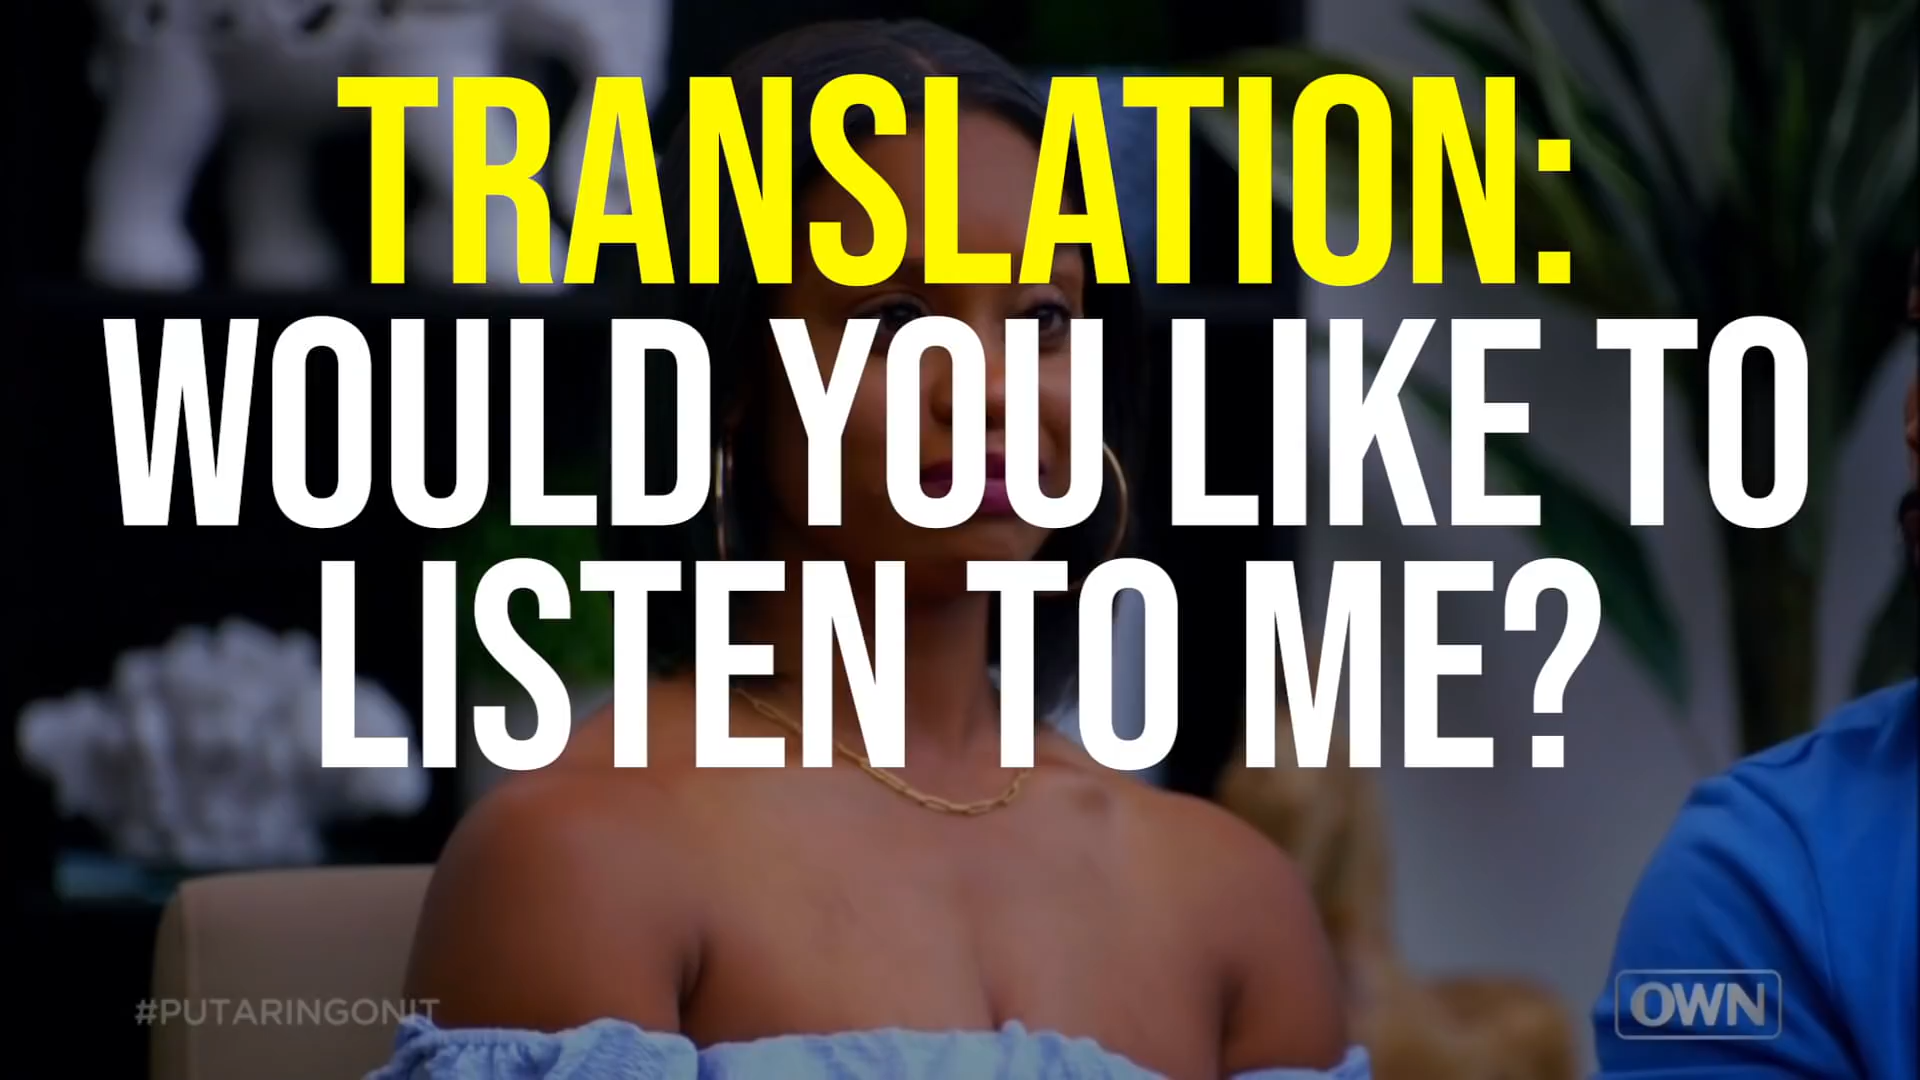 TRANSLATION:
WOULD YOU LIKE TO
LISTEN TO ME?
#PUTARINGONIT
OWN